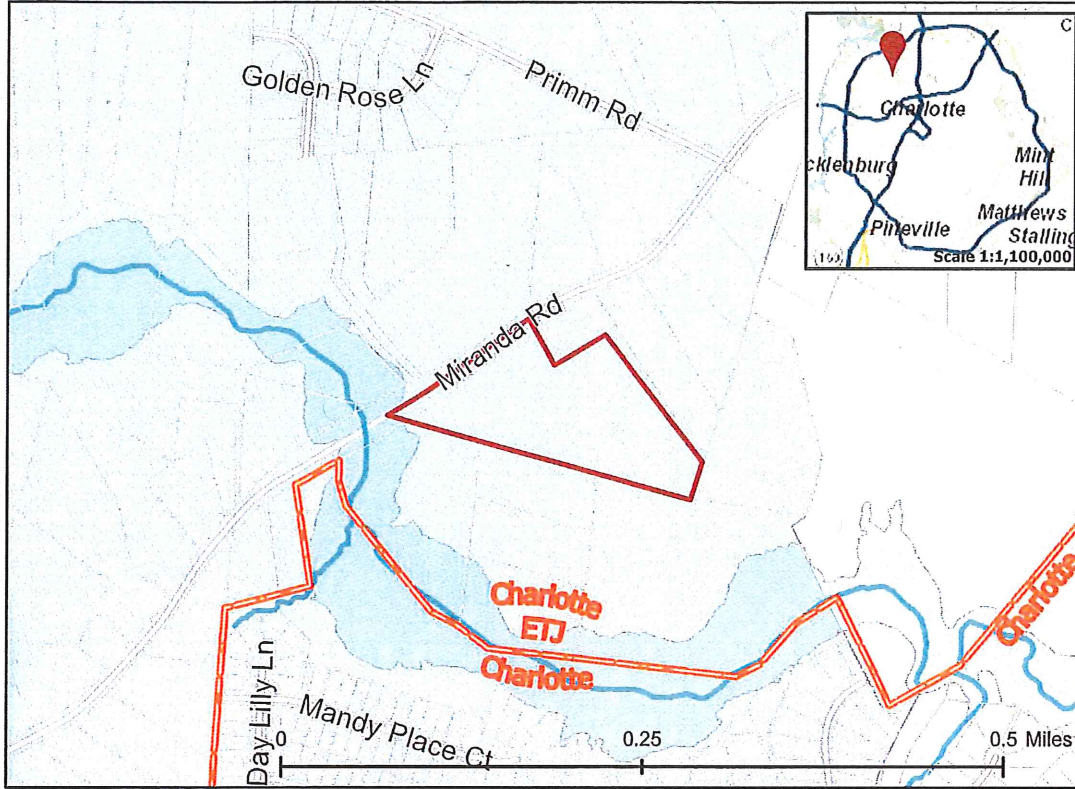 Golden Rose Ln
Primm Rd
Miranda Rd
Charlotte
ETJ
Charlotte
Charlotte
Day Lilly Ln
Mandy Place Ct
0 0.25 0.5 Miles
C
Charlotte
cklenburg
Mint
Hill
Matthews
Stalling
Pineville
Scale 1:1,100,000